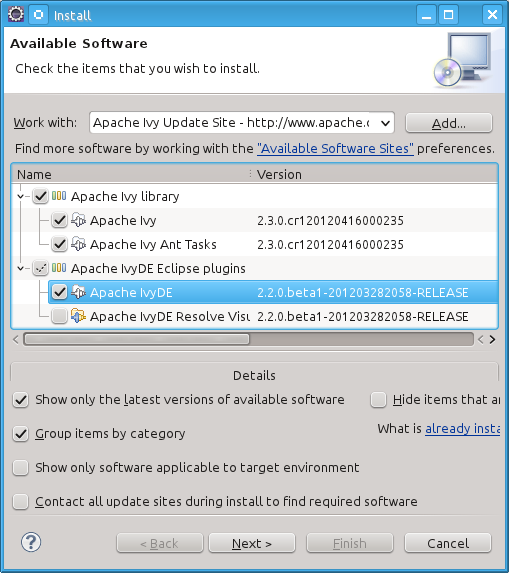 Install
Available Software
Check the items that you wish to install.
Work with: Apache Ivy Update Site - http://www.apache. Add...
Find more software by working with the "Available Software Sites" preferences.
Name Version
Apache Ivy library
Apache Ivy 2.3.0.cr120120416000235
Apache Ivy Ant Tasks 2.3.0.cr120120416000235
Apache IvyDE Eclipse plugins
Apache IvyDE 2.2.0.beta1-201203282058-RELEASE
Apache IvyDE Resolve Visu 2.2.0.beta1-201203282058-RELEASE
Details
Show only the latest versions of available software Hide items that
Group items by category What is already insta
Show only software applicable to target environment
Contact all update sites during install to find required software
? < Back Next > Finish Cancel